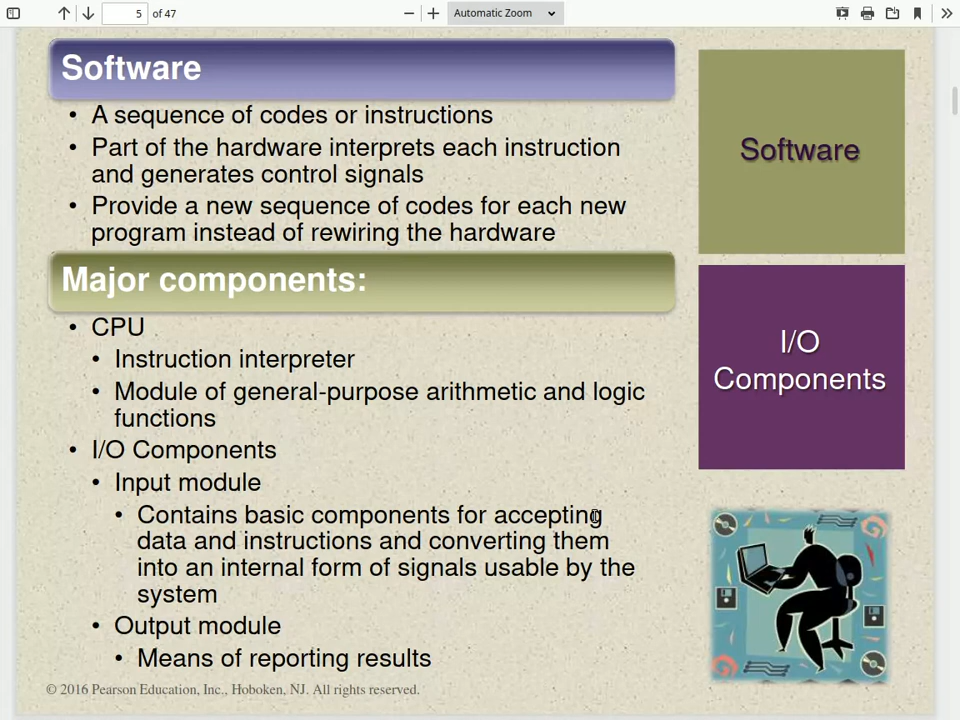 5 of 47
Automatic Zoom
Software
• A sequence of codes or instructions
• Part of the hardware interprets each instruction
and generates control signals
• Provide a new sequence of codes for each new
program instead of rewiring the hardware
Major components:
• CPU
• Instruction interpreter
• Module of general-purpose arithmetic and logic
functions
• I/O Components
• Input module
• Contains basic components for accepting
data and instructions and converting them
into an internal form of signals usable by the
system
• Output module
• Means of reporting results
© 2016 Pearson Education, Inc., Hoboken, NJ. All rights reserved.
Software
I/O
Components